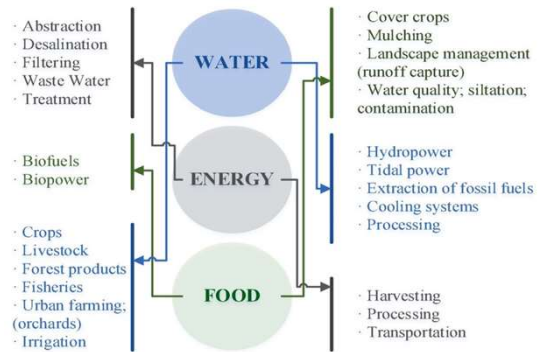 · Abstraction
· Desalination
· Filtering
· Waste Water
· Treatment
· Biofuels
· Biopower
· Crops
· Livestock
· Forest products
· Fisheries
· Urban farming;
(orchards)
· Irrigation
WATER
ENERGY
FOOD
· Cover crops
· Mulching
· Landscape management
(runoff capture)
· Water quality; siltation;
contamination
· Hydropower
· Tidal power
· Extraction of fossil fuels
· Cooling systems
· Processing
· Harvesting
· Processing
· Transportation